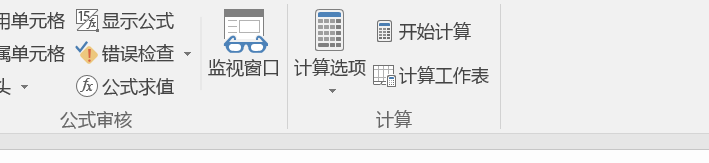 用单元格 显示公式
属单元格 错误检查
头 公式求值
监视窗口
计算选项
开始计算
计算工作表
公式审核
计算